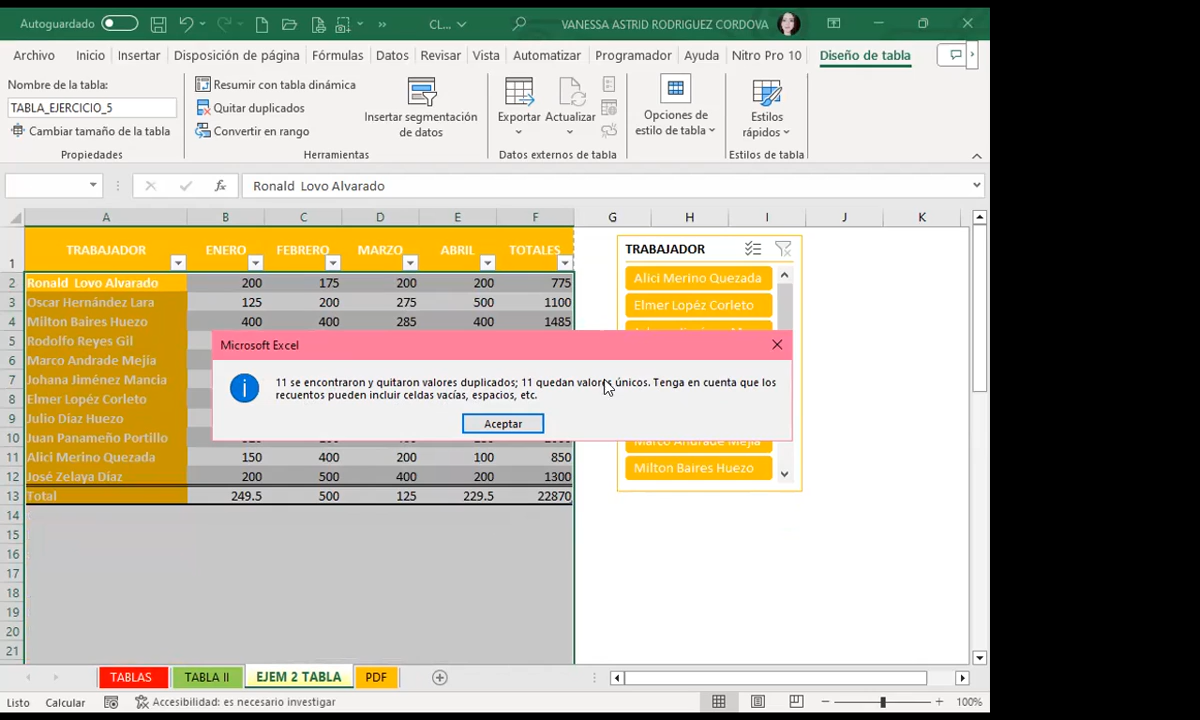 Autoguardado
CL...
VANESSA ASTRID RODRIGUEZ CORDOVA
Archivo Inicio Insertar Disposición de página Fórmulas Datos Revisar Vista Automatizar Programador Ayuda Nitro Pro 10 Diseño de tabla
Nombre de la tabla:
TABLA_EJERCICIO_5
Cambiar tamaño de la tabla
Propiedades
Resumir con tabla dinámica
Quitar duplicados
Convertir en rango
Insertar segmentación
de datos
Herramientas
Exportar Actualizar
Datos externos de tabla
Opciones de
estilo de tabla
Estilos
rápidos
Estilos de tabla
fx Ronald  Lovo Alvarado
A B C D E F G H I J K
1 TRABAJADOR ENERO FEBRERO MARZO ABRIL TOTALES
2 Ronald  Lovo Alvarado 200 175 200 200 775
3 Oscar Hernández Lara 125 200 275 500 1100
4 Milton Baires Huezo 400 400 285 400 1485
5 Rodolfo Reyes Gil
6 Marco Andrade Mejía
7 Johana Jiménez Mancia
8 Elmer Lopéz Corleto
9 Julio Díaz Huezo
10 Juan Panameño Portillo
11 Alici Merino Quezada 150 400 200 100 850
12 José Zelaya Díaz 200 500 400 200 1300
13 Total 249.5 500 125 229.5 22870
14
15
16
17
18
19
20
21
TRABAJADOR
Alici Merino Quezada
Elmer Lopéz Corleto
Marco Andrade Mejía
Milton Baires Huezo
Microsoft Excel
11 se encontraron y quitaron valores duplicados; 11 quedan valores únicos. Tenga en cuenta que los
recuentos pueden incluir celdas vacías, espacios, etc.
Aceptar
TABLAS TABLA II EJEM 2 TABLA PDF
Listo Calcular Accesibilidad: es necesario investigar 100%